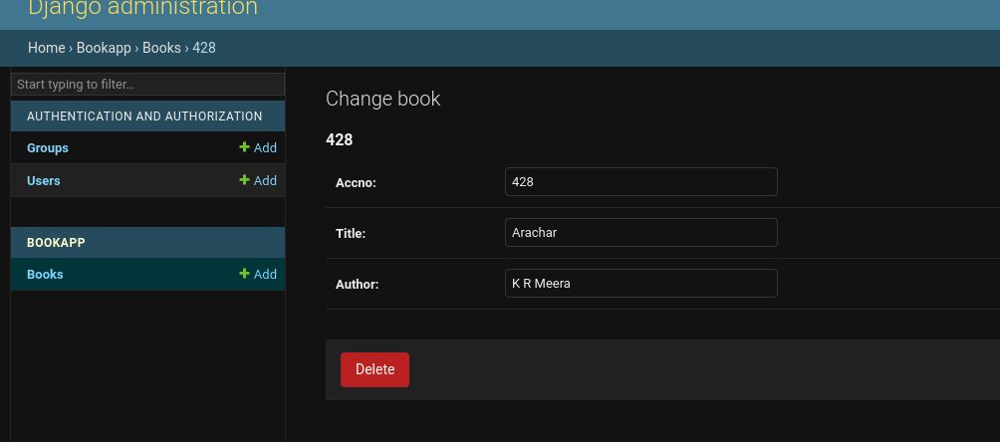 Django administration
Home › Bookapp › Books › 428
Start typing to filter...
AUTHENTICATION AND AUTHORIZATION
Groups + Add
Users + Add
BOOKAPP
Books + Add
Change book
428
Accno: 428
Title: Arachar
Author: K R Meera
Delete